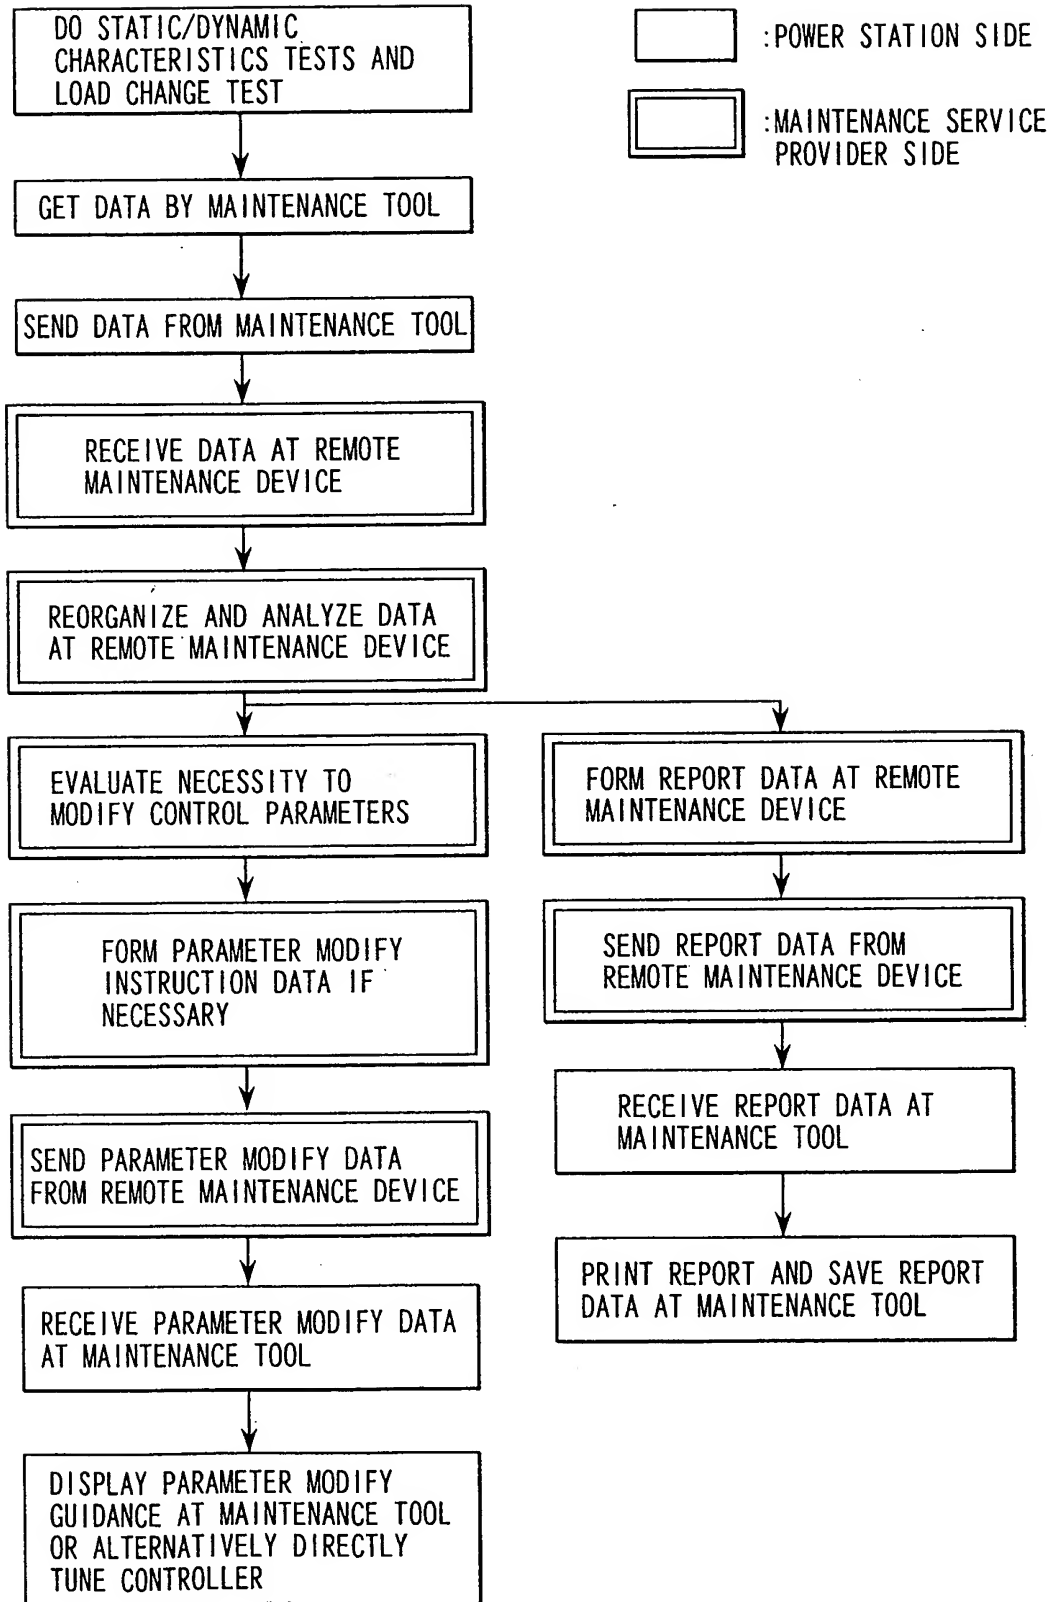 DO STATIC/DYNAMIC
CHARACTERISTICS TESTS AND
LOAD CHANGE TEST
:POWER STATION SIDE
:MAINTENANCE SERVICE
PROVIDER SIDE
GET DATA BY MAINTENANCE TOOL
SEND DATA FROM MAINTENANCE TOOL
RECEIVE DATA AT REMOTE
MAINTENANCE DEVICE
REORGANIZE AND ANALYZE DATA
AT REMOTE MAINTENANCE DEVICE
EVALUATE NECESSITY TO
MODIFY CONTROL PARAMETERS
FORM PARAMETER MODIFY
INSTRUCTION DATA IF
NECESSARY
SEND PARAMETER MODIFY DATA
FROM REMOTE MAINTENANCE DEVICE
RECEIVE PARAMETER MODIFY DATA
AT MAINTENANCE TOOL
DISPLAY PARAMETER MODIFY
GUIDANCE AT MAINTENANCE TOOL
OR ALTERNATIVELY DIRECTLY
TUNE CONTROLLER
FORM REPORT DATA AT REMOTE
MAINTENANCE DEVICE
SEND REPORT DATA FROM
REMOTE MAINTENANCE DEVICE
RECEIVE REPORT DATA AT
MAINTENANCE TOOL
PRINT REPORT AND SAVE REPORT
DATA AT MAINTENANCE TOOL